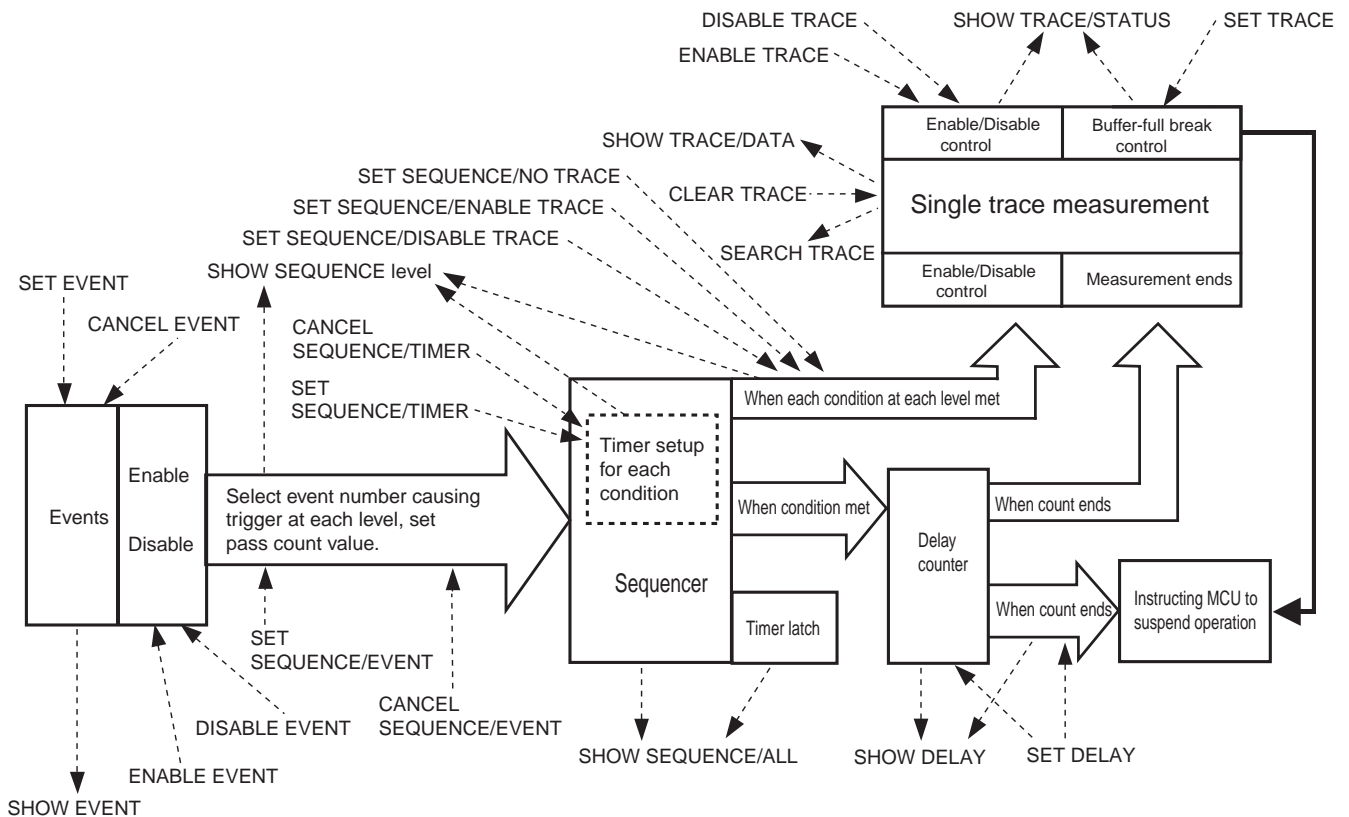 DISABLE TRACE
SHOW TRACE/STATUS
SET TRACE
ENABLE TRACE
Enable/Disable
control
Buffer-full break
control
SHOW TRACE/DATA
SET SEQUENCE/NO TRACE
CLEAR TRACE
Single trace measurement
SET SEQUENCE/ENABLE TRACE
SET SEQUENCE/DISABLE TRACE
SEARCH TRACE
SHOW SEQUENCE level
Enable/Disable
control
Measurement ends
SET EVENT
CANCEL EVENT
CANCEL
SEQUENCE/TIMER
SET
SEQUENCE/TIMER
When each condition at each level met
Timer setup
for each
condition
Events
Enable
Disable
Select event number causing
trigger at each level, set
pass count value.
When condition met
When count ends
Delay
counter
Sequencer
Timer latch
When count ends
Instructing MCU to
suspend operation
SET
SEQUENCE/EVENT
CANCEL
SEQUENCE/EVENT
DISABLE EVENT
SHOW SEQUENCE/ALL
SHOW DELAY
SET DELAY
ENABLE EVENT
SHOW EVENT